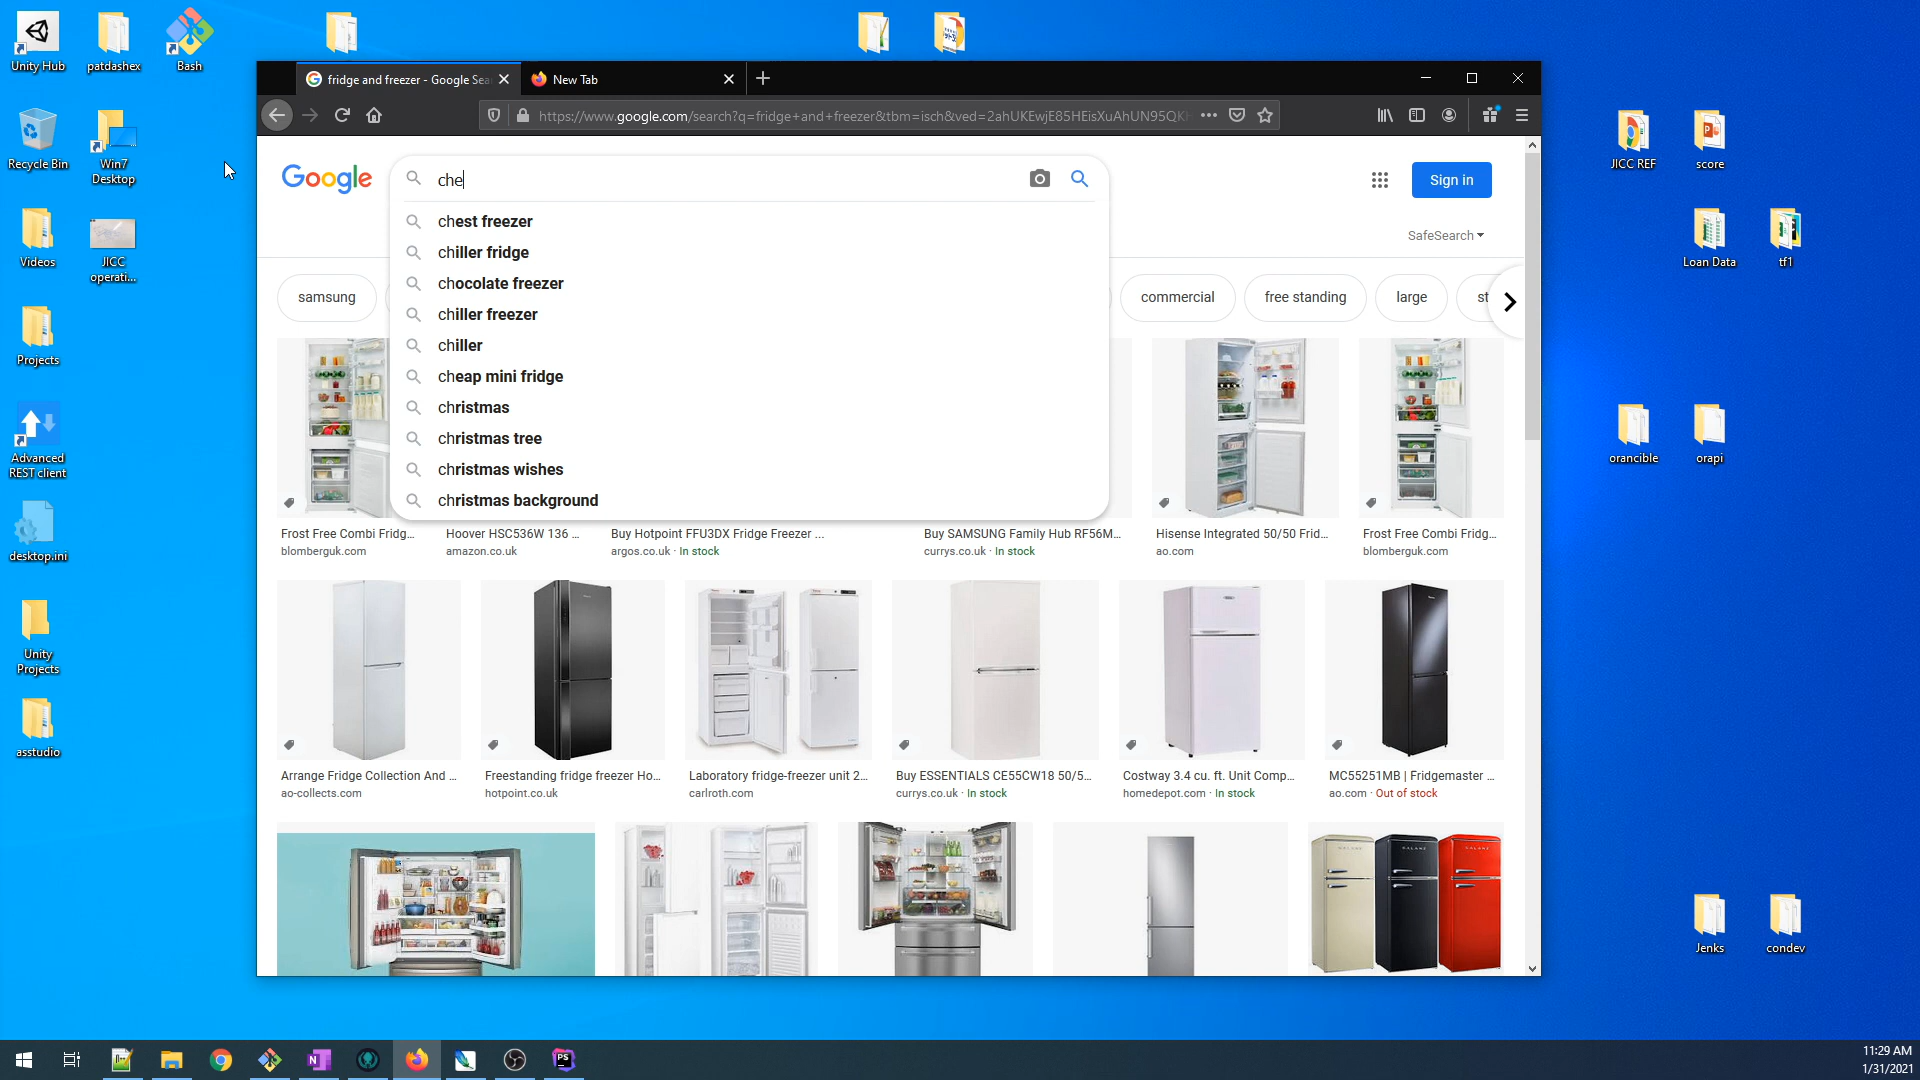 Unity Hub
patdashex
Bash
fridge and freezer - Google Sea
New Tab
https://www.google.com/search?q=fridge+and+freezer&tbm=isch&ved=2ahUKEwjE85HEisXuAhUN95QK
Recycle Bin
Win7
Desktop
JICC REF
score
Google
che
Sign in
SafeSearch
chest freezer
chiller fridge
chocolate freezer
chiller freezer
chiller
cheap mini fridge
christmas
christmas tree
christmas wishes
christmas background
Videos
JICC
operati...
Loan Data
tf1
samsung
commercial
free standing
large
st
Projects
Advanced
REST client
orancible
orapi
desktop.ini
Unity
Projects
asstudio
Frost Free Combi Fridg...
blomberguk.com
Hoover HSC536W 136 ...
amazon.co.uk
Buy Hotpoint FFU3DX Fridge Freezer ...
argos.co.uk · In stock
Buy SAMSUNG Family Hub RF56M...
currys.co.uk · In stock
Hisense Integrated 50/50 Frid...
ao.com
Frost Free Combi Fridg...
blomberguk.com
Arrange Fridge Collection And ...
ao-collects.com
Freestanding fridge freezer Ho...
hotpoint.co.uk
Laboratory fridge-freezer unit 2...
carlroth.com
Buy ESSENTIALS CE55CW18 50/5...
currys.co.uk · In stock
Costway 3.4 cu. ft. Unit Comp...
homedepot.com · In stock
MC55251MB | Fridgemaster ...
ao.com · Out of stock
GALANZ
GALANZ
GALANZ
Jenks
condev
PS
11:29 AM
1/31/2021